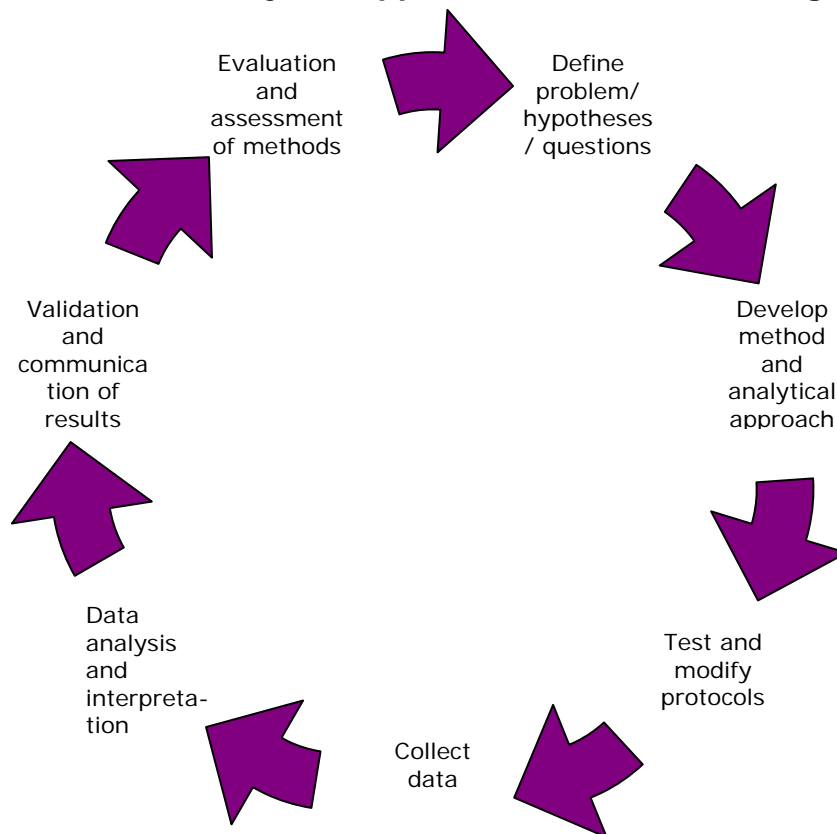 Evaluation
and
assessment
of methods
Define
problem/
hypotheses
/ questions
Develop
method
and
analytical
approach
Test and
modify
protocols
Collect
data
Data
analysis
and
interpreta-
tion
Validation
and
communica
tion of
results